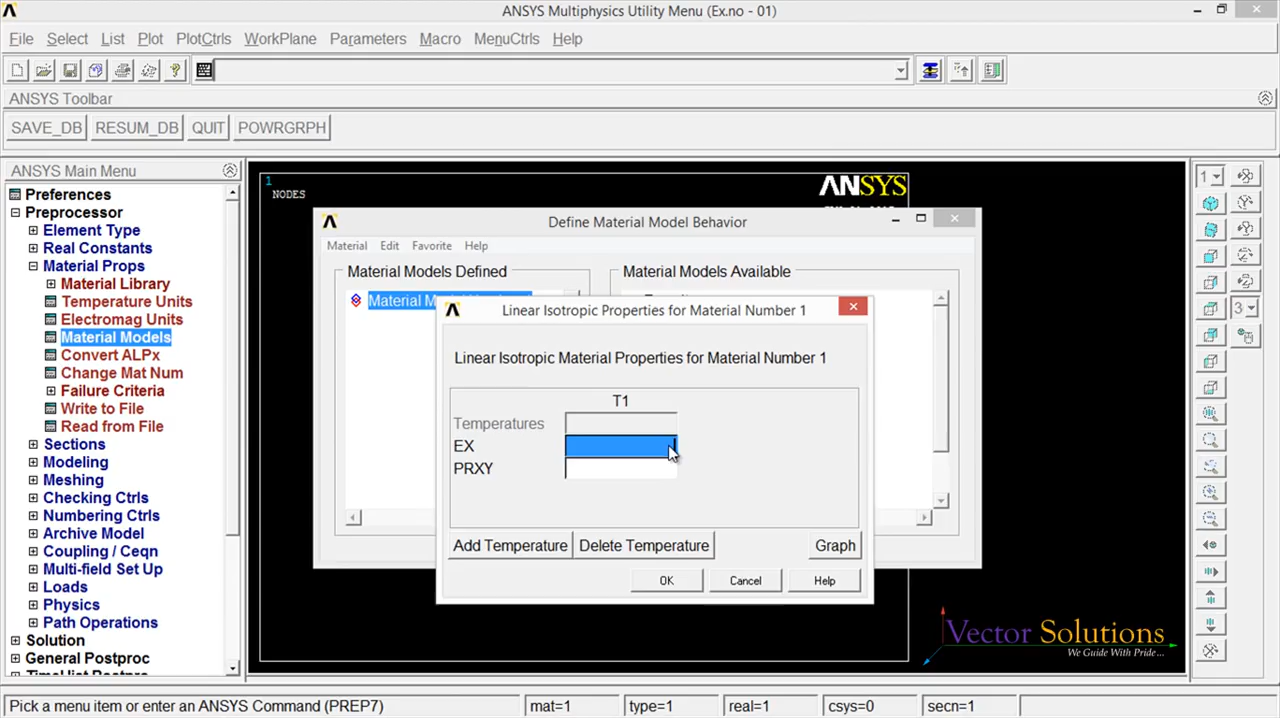 ANSYS Multiphysics Utility Menu (Ex.no - 01)
File Select List Plot PlotCtrls WorkPlane Parameters Macro MenuCtrls Help
ANSYS Toolbar
SAVE_DB RESUM_DB QUIT POWRGRPH
ANSYS Main Menu
Preferences
Preprocessor
Element Type
Real Constants
Material Props
Material Library
Temperature Units
Electromag Units
Material Models
Convert ALPx
Change Mat Num
Failure Criteria
Write to File
Read from File
Sections
Modeling
Meshing
Checking Ctrls
Numbering Ctrls
Archive Model
Coupling / Ceqn
Multi-field Set Up
Loads
Physics
Path Operations
Solution
General Postproc
1
NODES
ANSYS
Define Material Model Behavior
Material Edit Favorite Help
Material Models Defined
Material Models Available
Linear Isotropic Properties for Material Number 1
Linear Isotropic Material Properties for Material Number 1
T1
Temperatures
EX
PRXY
Add Temperature Delete Temperature Graph
OK Cancel Help
1
3
Vector Solutions
We Guide With Pride...
Pick a menu item or enter an ANSYS Command (PREP7) mat=1 type=1 real=1 csys=0 secn=1